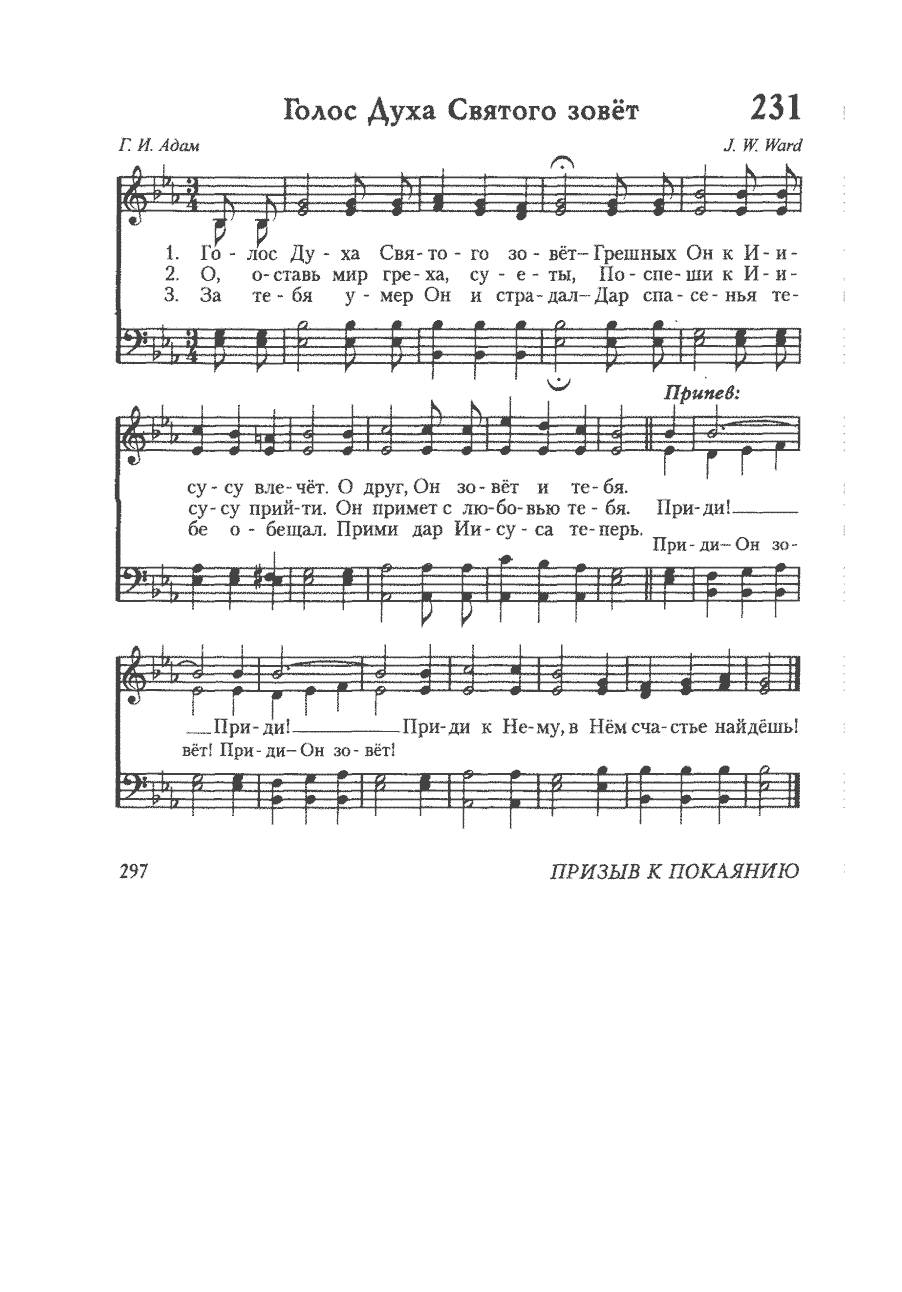 Голос Духа Святого зовёт 231
Г. И. Адам J. W. Ward
1. Го - лос Ду - ха Свя - то - го зо - вёт— Грешных Он к И - и -
2. О, о - ставь мир гре - ха, су - е - ты, По - спе - ши к И - и -
3. За те - бя у - мер Он и стра - дал— Дар спа - се - нья те -
Припев:
су - су вле - чёт. О друг, Он зо - вёт и те - бя.
су - су прий - ти. Он примет с лю - бо - вью те - бя. При - ди!
бе о - бещал. Прими дар Ии - су - са те - перь.
При - ди— Он зо -
При - ди! При - ди к Не - му, в Нём сча - стье найдёшь!
вёт! При - ди— Он зо - вёт!
297 ПРИЗЫВ К ПОКАЯНИЮ